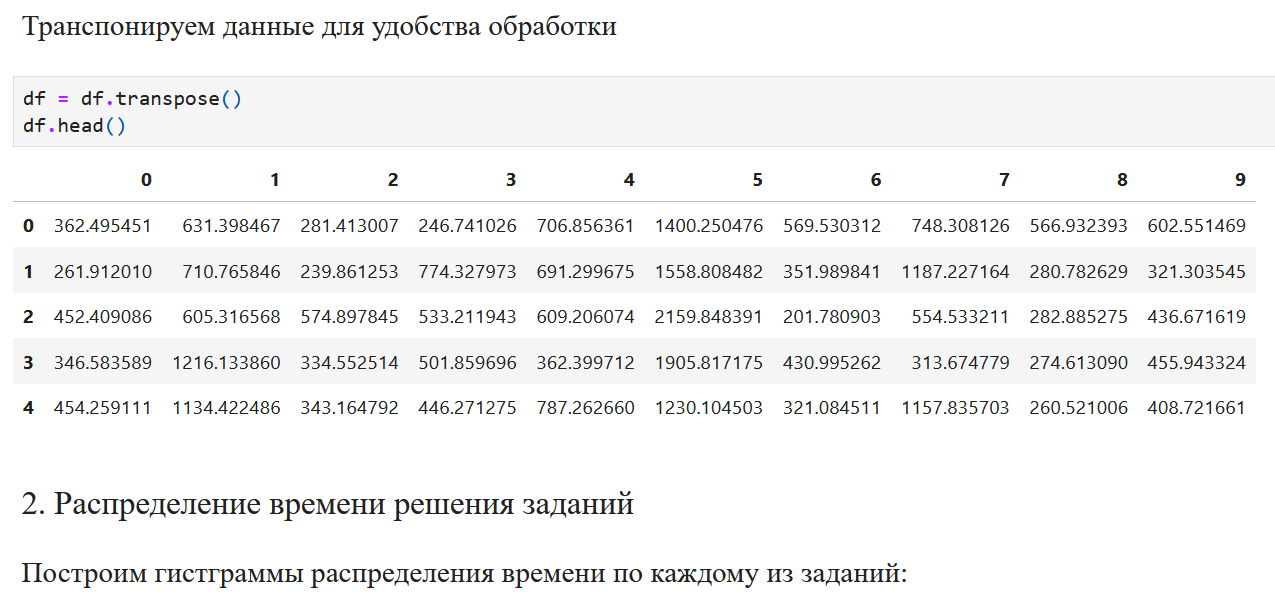 Транспонируем данные для удобства обработки
df = df.transpose()
df.head()
0 1 2 3 4 5 6 7 8 9
0 362.495451 631.398467 281.413007 246.741026 706.856361 1400.250476 569.530312 748.308126 566.932393 602.551469
1 261.912010 710.765846 239.861253 774.327973 691.299675 1558.808482 351.989841 1187.227164 280.782629 321.303545
2 452.409086 605.316568 574.897845 533.211943 609.206074 2159.848391 201.780903 554.533211 282.885275 436.671619
3 346.583589 1216.133860 334.552514 501.859696 362.399712 1905.817175 430.995262 313.674779 274.613090 455.943324
4 454.259111 1134.422486 343.164792 446.271275 787.262660 1230.104503 321.084511 1157.835703 260.521006 408.721661
2. Распределение времени решения заданий
Построим гистграммы распределения времени по каждому из заданий: